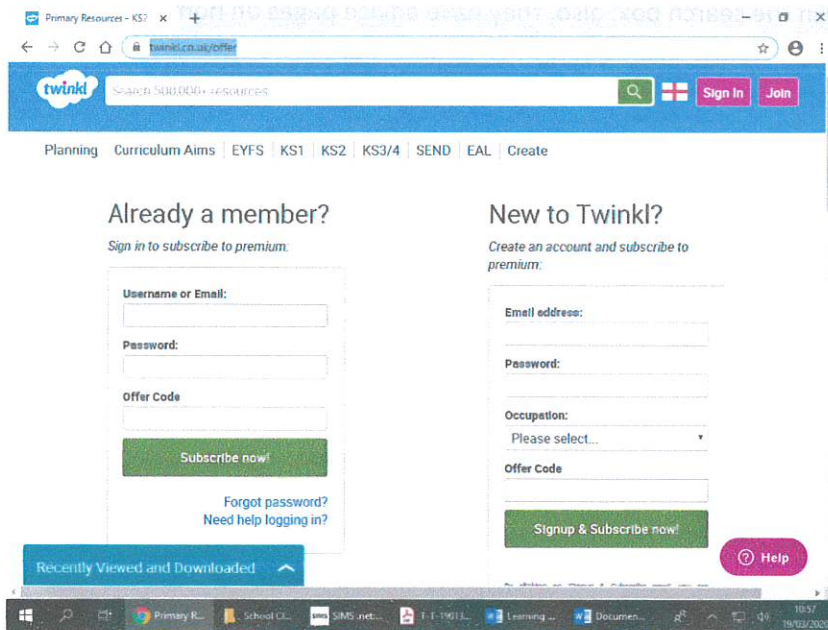 Primary Resources - KS2
twinkl.co.uk/offer
twinkl
Search 500,000+ resources
Sign In
Join
Planning
Curriculum Aims
EYFS
KS1
KS2
KS3/4
SEND
EAL
Create
Already a member?
Sign in to subscribe to premium:
Username or Email:
Password:
Offer Code
Subscribe now!
Forgot password?
Need help logging in?
New to Twinkl?
Create an account and subscribe to
premium:
Email address:
Password:
Occupation:
Please select...
Offer Code
Signup & Subscribe now!
Help
Recently Viewed and Downloaded
Primary R...
School Cl...
sims
SIMS .net:...
T-T-1901...
Learning ...
Documen...
10:57
19/03/2020